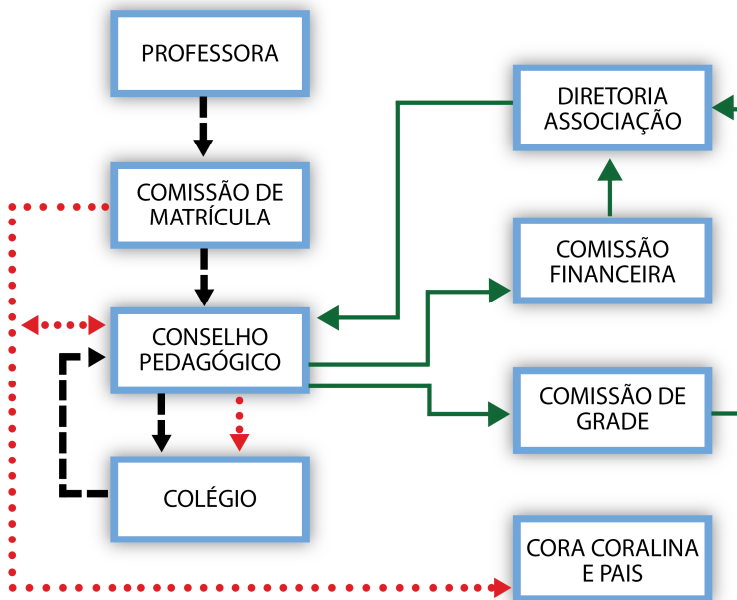 PROFESSORA
COMISSÃO DE
MATRÍCULA
CONSELHO
PEDAGÓGICO
COLÉGIO
DIRETORIA
ASSOCIAÇÃO
COMISSÃO
FINANCEIRA
COMISSÃO DE
GRADE
CORA CORALINA
E PAIS